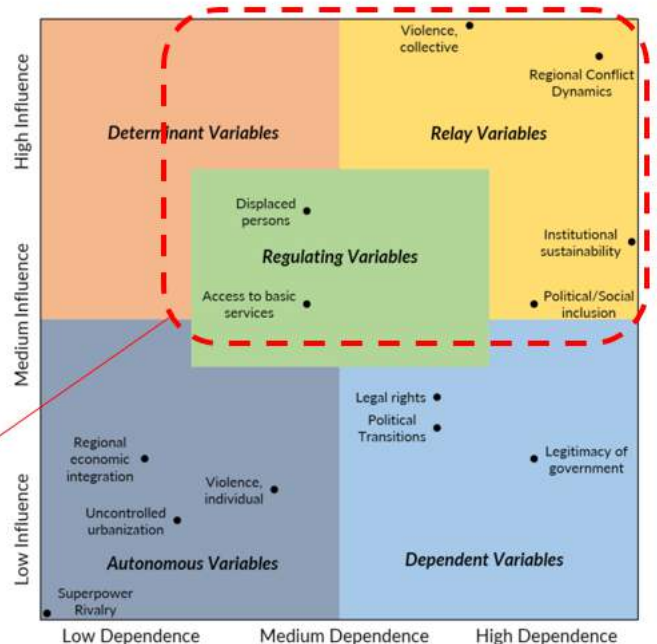 Violence,
collective
Regional Conflict
Dynamics
High Influence
Determinant Variables
Relay Variables
Displaced
persons
Institutional
sustainability
Regulating Variables
Access to basic
services
Political/Social
inclusion
Medium Influence
Legal rights
Political
Transitions
Regional
economic
integration
Legitimacy of
government
Violence,
individual
Uncontrolled
urbanization
Low Influence
Autonomous Variables
Dependent Variables
Superpower
Rivalry
Low Dependence
Medium Dependence
High Dependence